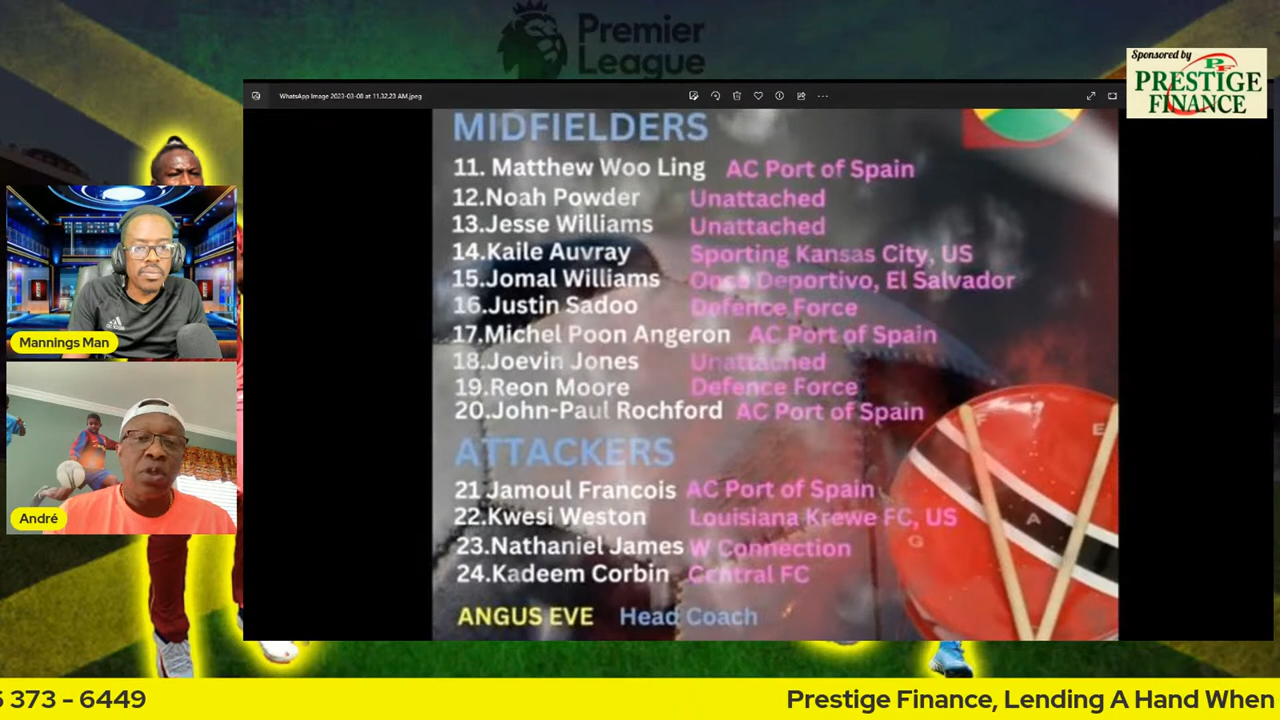 Premier
League
Sponsored by
PF
PRESTIGE
FINANCE
WhatsApp Image 2023-03-08 at 11.32.23 AM.jpeg
MIDFIELDERS
11. Matthew Woo Ling AC Port of Spain
12.Noah Powder Unattached
13.Jesse Williams Unattached
14.Kaile Auvray Sporting Kansas City, US
15.Jomal Williams Once Deportivo, El Salvador
16.Justin Sadoo Defence Force
17.Michel Poon Angeron AC Port of Spain
18.Joevin Jones Unattached
19.Reon Moore Defence Force
20.John-Paul Rochford AC Port of Spain
ATTACKERS
21 Jamoul Francois AC Port of Spain
22.Kwesi Weston Louisiana Krewe FC, US
23.Nathaniel James W Connection
24.Kadeem Corbin Central FC
ANGUS EVE Head Coach
F
E
A
G
Mannings Man
André
373 - 6449
Prestige Finance, Lending A Hand When